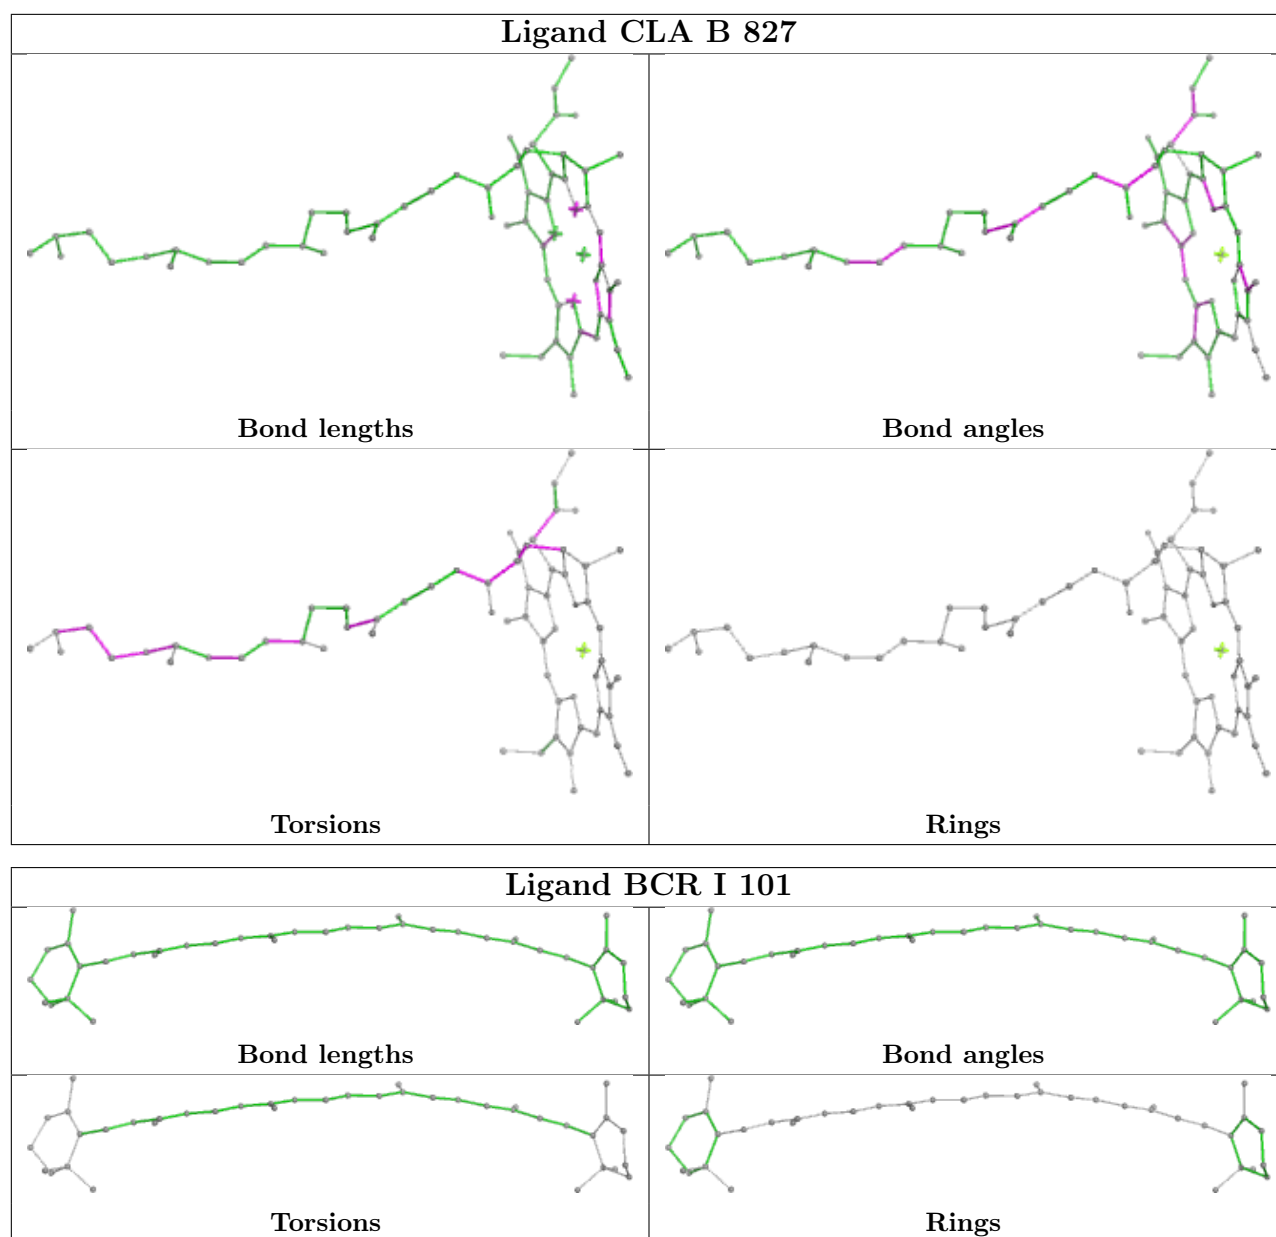 Ligand CLA B 827
Bond lengths
Bond angles
Torsions
Rings
Ligand BCR I 101
Bond lengths
Bond angles
Torsions
Rings